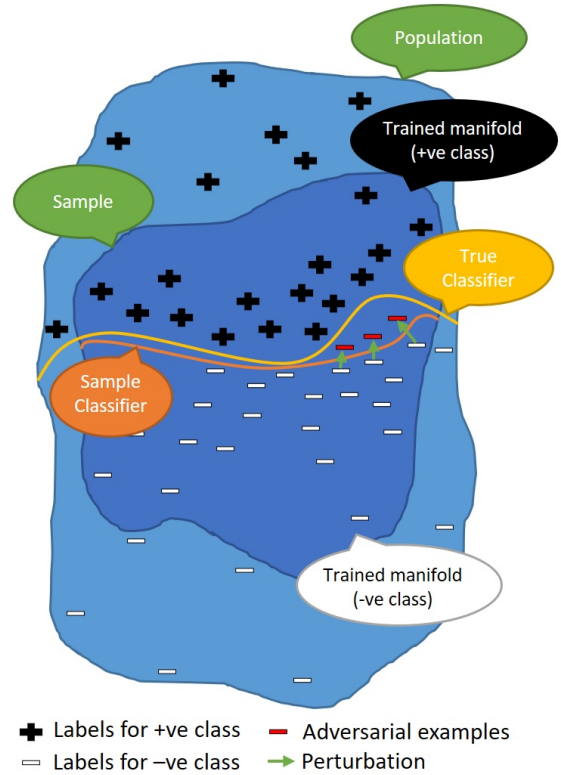 Population
Trained manifold
(+ve class)
Sample
True
Classifier
Sample
Classifier
Trained manifold
(-ve class)
Labels for +ve class
Adversarial examples
Labels for –ve class
Perturbation